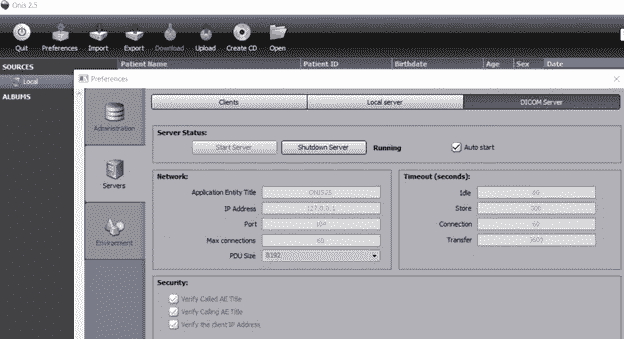 Onis 2.5
Quit Preferences Import Export Download Upload Create CD Open
SOURCES Patient Name Patient ID Birthdate Age Sex Date
Local
Preferences
ALBUMS
Clients Local server DICOM Server
Administration
Server Status:
Start Server Shutdown Server Running Auto start
Servers
Network: Timeout (seconds):
Application Entity Title ONIS25 Idle 60
IP Address 127.0.0.1 Store 300
Port 104 Connection 60
Max connections Transfer 3600
Envirgement
PDU Size 8192
Security:
Verify Called AE Title
Verify Calling AE Title
Verify the client IP Address